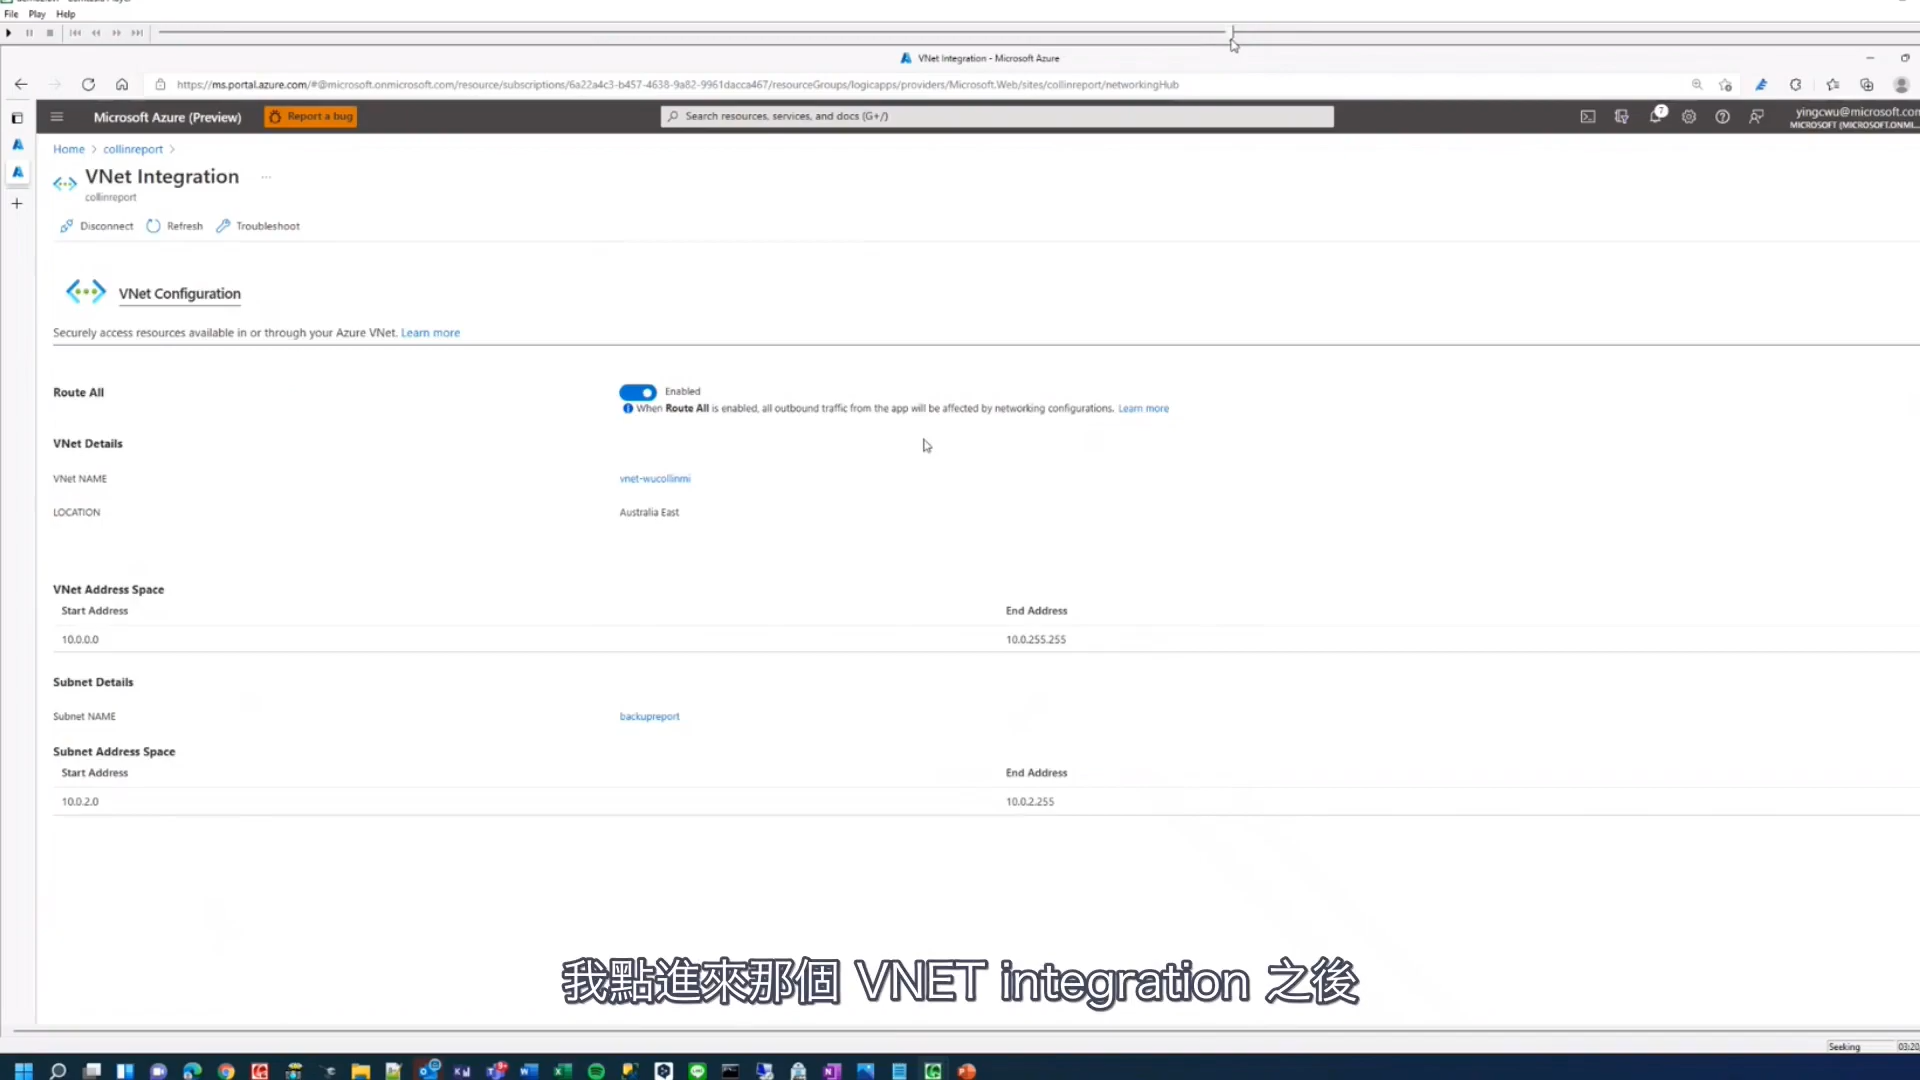 File Play Help
VNet Integration - Microsoft Azure
https://ms.portal.azure.com/#@microsoft.onmicrosoft.com/resource/subscriptions/6a22a4c3-b457-4638-9a82-9961dacca467/resourceGroups/logicapps/providers/Microsoft.Web/sites/collinreport/networkingHub
Microsoft Azure (Preview) Report a bug Search resources, services, and docs (G+/) 7 yingcwu@microsoft.com
MICROSOFT (MICROSOFT.ONMI...
Home > collinreport >
VNet Integration ...
collinreport
Disconnect Refresh Troubleshoot
VNet Configuration
Securely access resources available in or through your Azure VNet. Learn more
Route All Enabled
When Route All is enabled, all outbound traffic from the app will be affected by networking configurations. Learn more
VNet Details
VNet NAME vnet-wucollinmi
LOCATION Australia East
VNet Address Space
Start Address End Address
10.0.0.0 10.0.255.255
Subnet Details
Subnet NAME backupreport
Subnet Address Space
Start Address End Address
10.0.2.0 10.0.2.255
我點進來那個 VNET integration 之後
Seeking 03:20